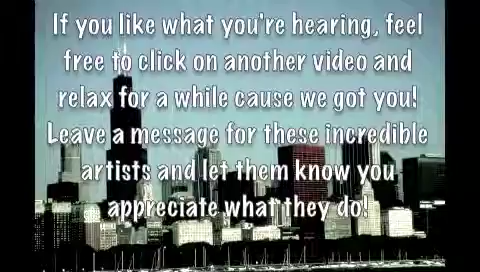 If you like what you're hearing, feel
free to click on another video and
relax for a while cause we got you!
Leave a message for these incredible
artists and let them know you
appreciate what they do!